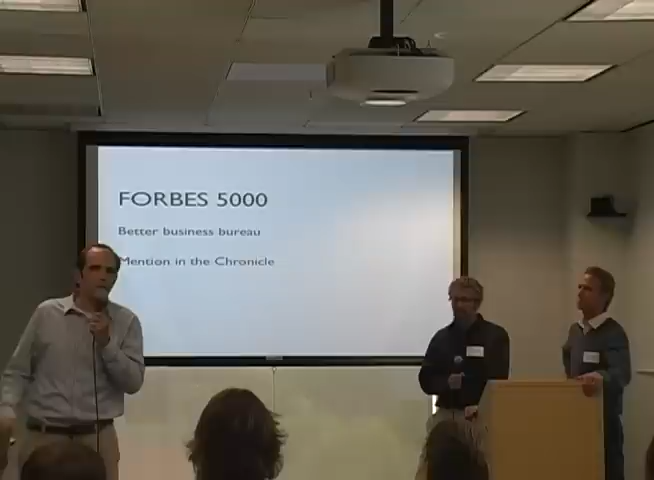 FORBES 5000
Better business bureau
Mention in the Chronicle